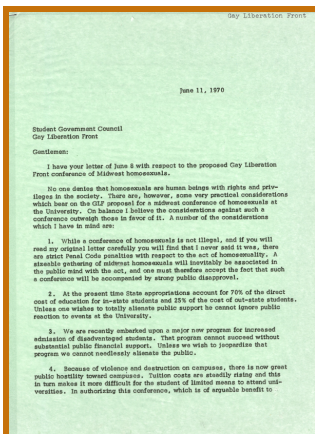 Gay Liberation Front
June 11, 1970
Student Government Council
Gay Liberation Front
Gentlemen:
I have your letter of June 6 with respect to the proposed Gay Liberation
Front conference of Midwest homosexuals.
No one denies that homosexuals are human beings with rights and priv-
ileges in the society. There are, however, some very practical considerations
which bear on the GLF proposal for a midwest conference of homosexuals at
the University. On balance I believe the considerations against such a
conference outweigh those in favor of it. A number of the considerations
which I have in mind are:
1. While a conference of homosexuals is not illegal, and if you will
read my original letter carefully you will find that I never said it was, there
are strict Penal Code penalties with respect to the act of homosexuality. A
sizeable gathering of midwest homosexuals will inevitably be associated in
the public mind with the act, and one must therefore accept the fact that such
a conference will be accompanied by strong public disapproval.
2. At the present time State appropriations account for 70% of the direct
cost of education for in-state students and 25% of the cost of out-state students.
Unless one wishes to totally alienate public support he cannot ignore public
reaction to events at the University.
3. We are recently embarked upon a major new program for increased
admission of disadvantaged students. That program cannot succeed without
substantial public financial support. Unless we wish to jeopardize that
program we cannot needlessly alienate the public.
4. Because of violence and destruction on campuses, there is now great
public hostility toward campuses. Tuition costs are steadily rising and this
in turn makes it more difficult for the student of limited means to attend uni-
versities. In authorizing this conference, which is of arguable benefit to